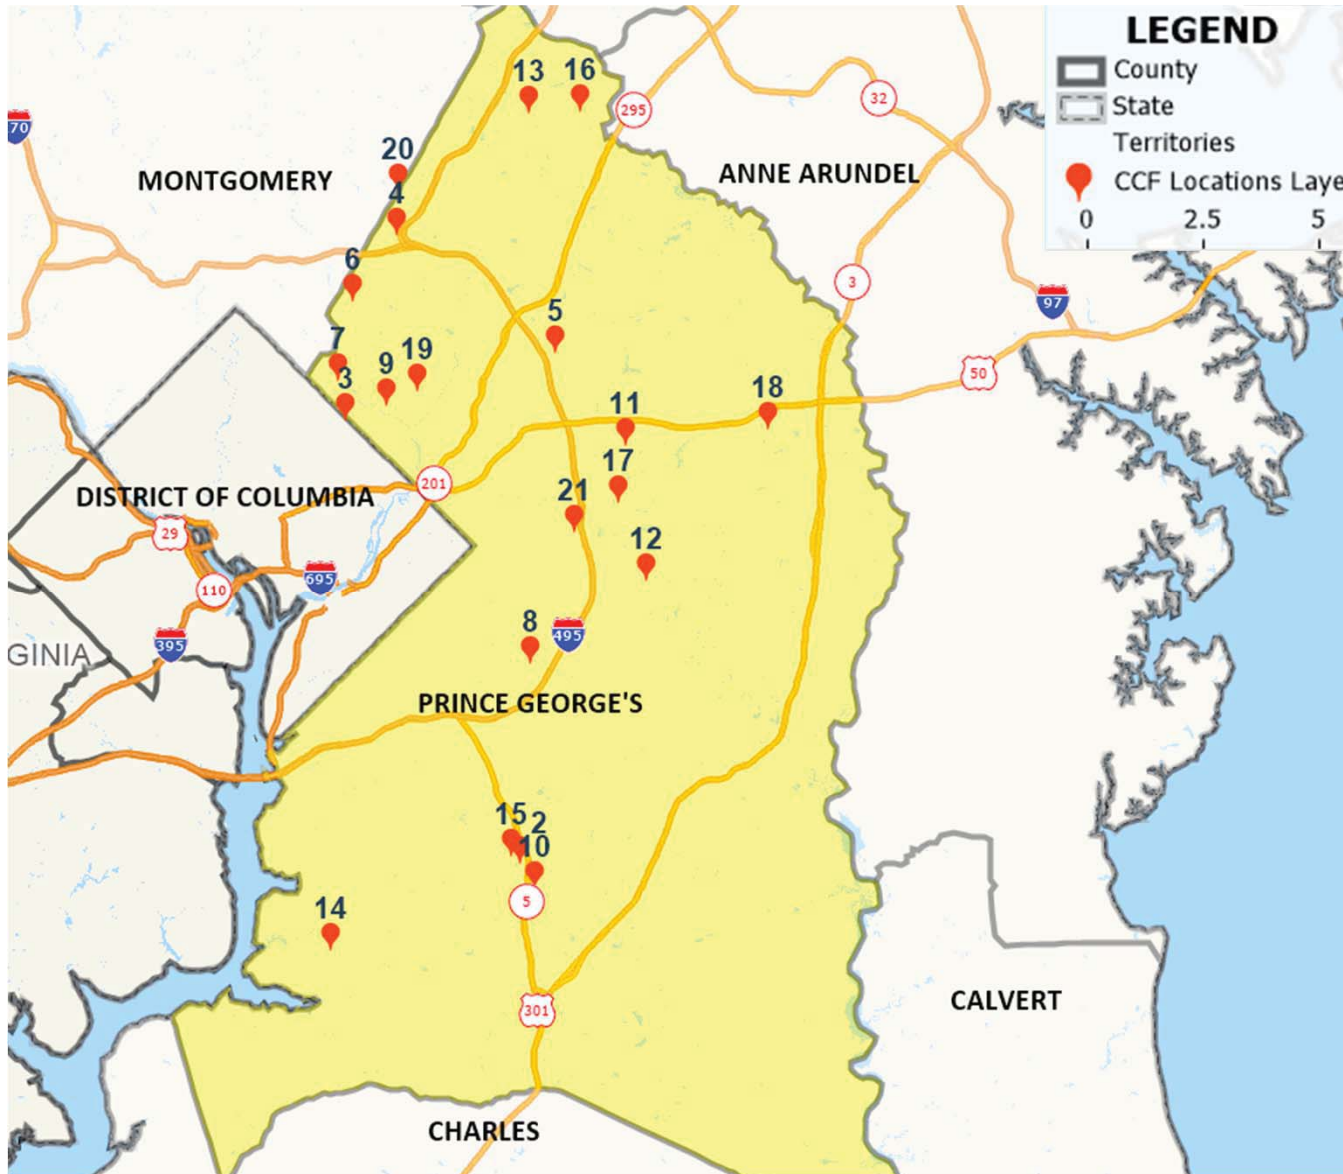 LEGEND
County
State
Territories
CCF Locations Laye
0 2.5 5
70
13 16
295
32
20
MONTGOMERY
ANNE ARUNDEL
4
6
3
97
5
7
9 19
3
50
18
11
17
201
DISTRICT OF COLUMBIA
21
29
12
695
110
8
495
395
GINIA
PRINCE GEORGE'S
15 2
10
5
14
301
CALVERT
CHARLES